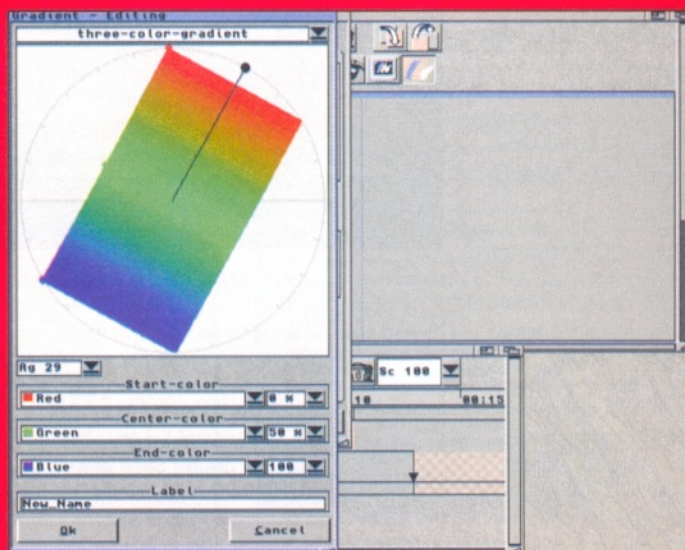 Gradient - Editing
three-color-gradient
Rg 29
Sc 100
10 00:15
Start-color
Red 0 %
Center-color
Green 50 %
End-color
Blue 100
Label
New_Name
Ok Cancel